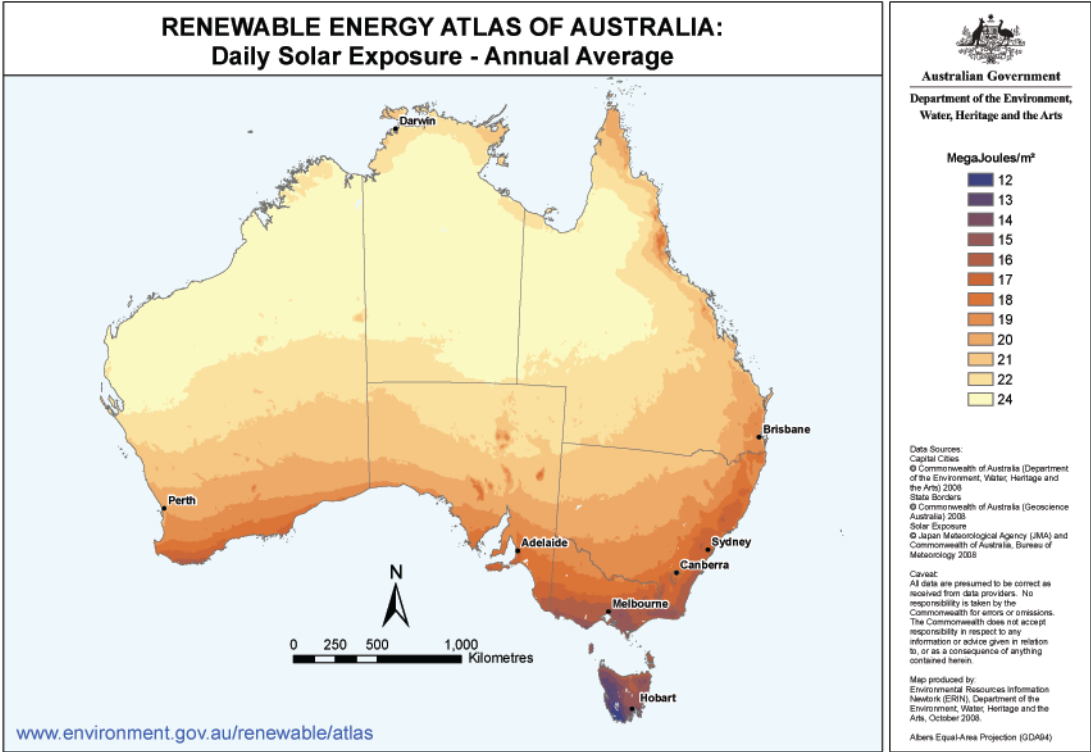 RENEWABLE ENERGY ATLAS OF AUSTRALIA:
Daily Solar Exposure - Annual Average
Darwin
Brisbane
Perth
Adelaide
Sydney
Canberra
Melbourne
Hobart
N
0 250 500 1,000
Kilometres
www.environment.gov.au/renewable/atlas
Australian Government
Department of the Environment,
Water, Heritage and the Arts
MegaJoules/m²
12
13
14
15
16
17
18
19
20
21
22
24
Data Sources:
Capital Cities
© Commonwealth of Australia (Department
of the Environment, Water, Heritage and
the Arts) 2008
State Borders
© Commonwealth of Australia (Geoscience
Australia) 2008
Solar Exposure
© Japan Meteorological Agency (JMA) and
Commonwealth of Australia, Bureau of
Meteorology 2008
Caveat:
All data are presumed to be correct as
received from data providers. No
responsibility is taken by the
Commonwealth for errors or omissions.
The Commonwealth does not accept
responsibility in respect to any
information or advice given in relation
to, or as a consequence of anything
contained herein.
Map produced by:
Environmental Resources Information
Newtork (ERIN), Department of the
Environment, Water, Heritage and the
Arts, October 2008.
Albers Equal-Area Projection (GDA94)